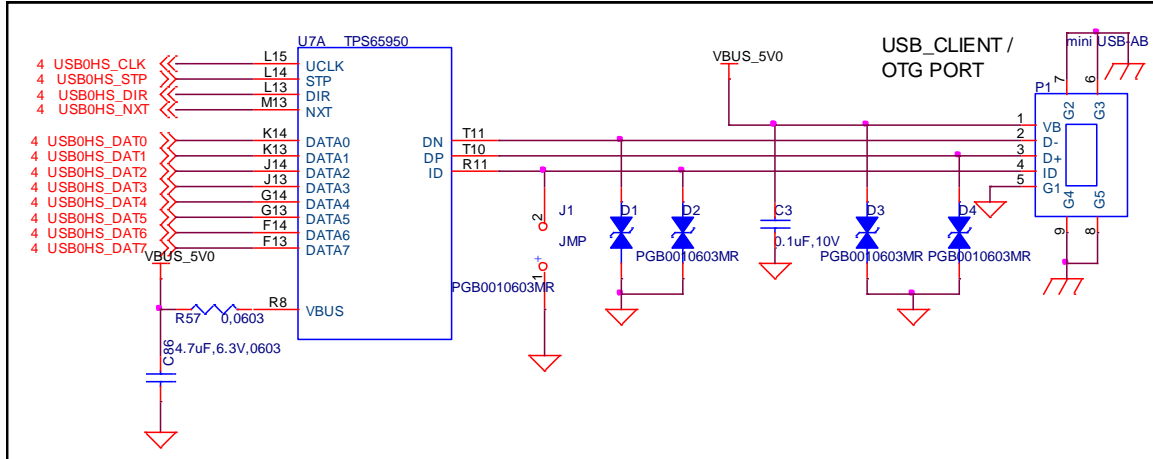 U7A TPS65950
USB_CLIENT /
OTG PORT
mini USB-AB
VBUS_5V0
P1
4 USB0HS_CLK L15 UCLK
4 USB0HS_STP L14 STP
4 USB0HS_DIR L13 DIR
4 USB0HS_NXT M13 NXT
4 USB0HS_DAT0 K14 DATA0
4 USB0HS_DAT1 K13 DATA1
4 USB0HS_DAT2 J14 DATA2
4 USB0HS_DAT3 J13 DATA3
4 USB0HS_DAT4 G14 DATA4
4 USB0HS_DAT5 G13 DATA5
4 USB0HS_DAT6 F14 DATA6
4 USB0HS_DAT7 F13 DATA7
DN T11
DP T10
ID R11
7 6
G2 G3
1 VB
2 D-
3 D+
4 ID
5 G1
G4 G5
9 8
VBUS_5V0
R57 0,0603
R8 VBUS
C86
4.7uF,6.3V,0603
J1
2
JMP
+
1
D1 D2
PGB0010603MR
PGB0010603MR
C3
0.1uF,10V
D3 D4
PGB0010603MR
PGB0010603MR